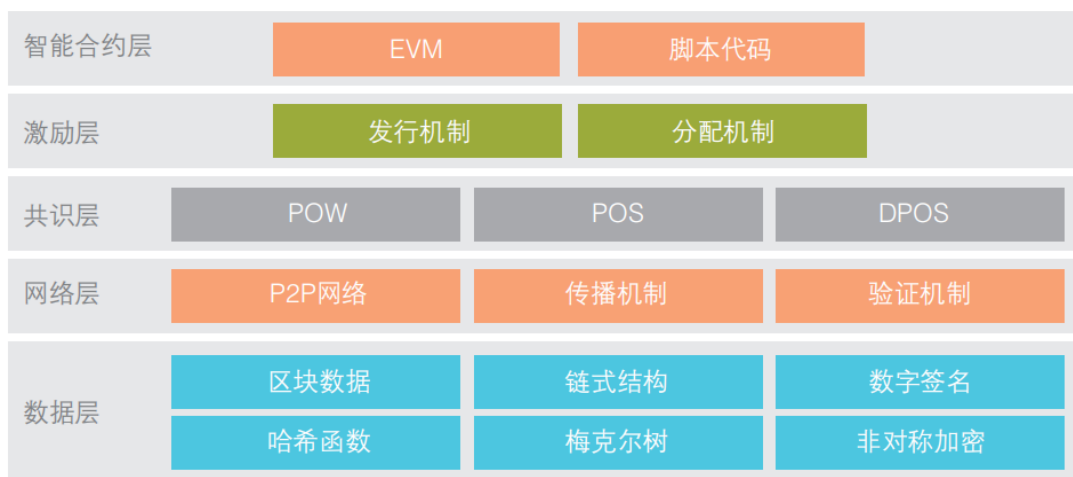 智能合约层 EVM 脚本代码
激励层 发行机制 分配机制
共识层 POW POS DPOS
网络层 P2P网络 传播机制 验证机制
数据层 区块数据 链式结构 数字签名
哈希函数 梅克尔树 非对称加密